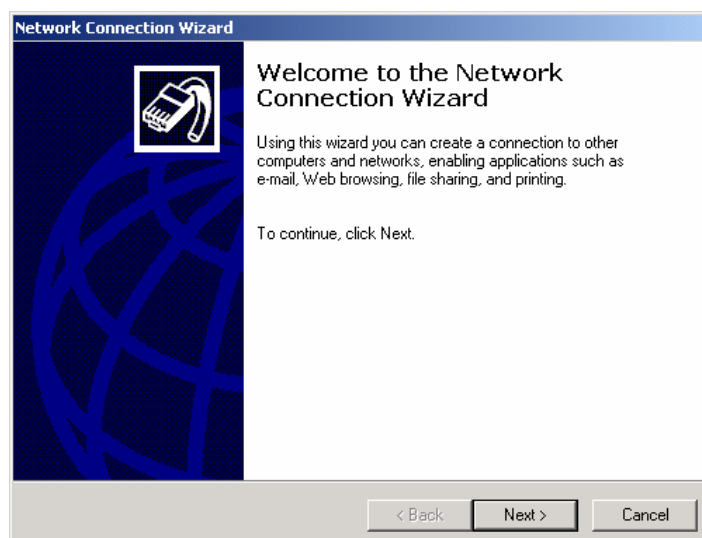 Network Connection Wizard
Welcome to the Network
Connection Wizard
Using this wizard you can create a connection to other
computers and networks, enabling applications such as
e-mail, Web browsing, file sharing, and printing.
To continue, click Next.
< Back
Next >
Cancel